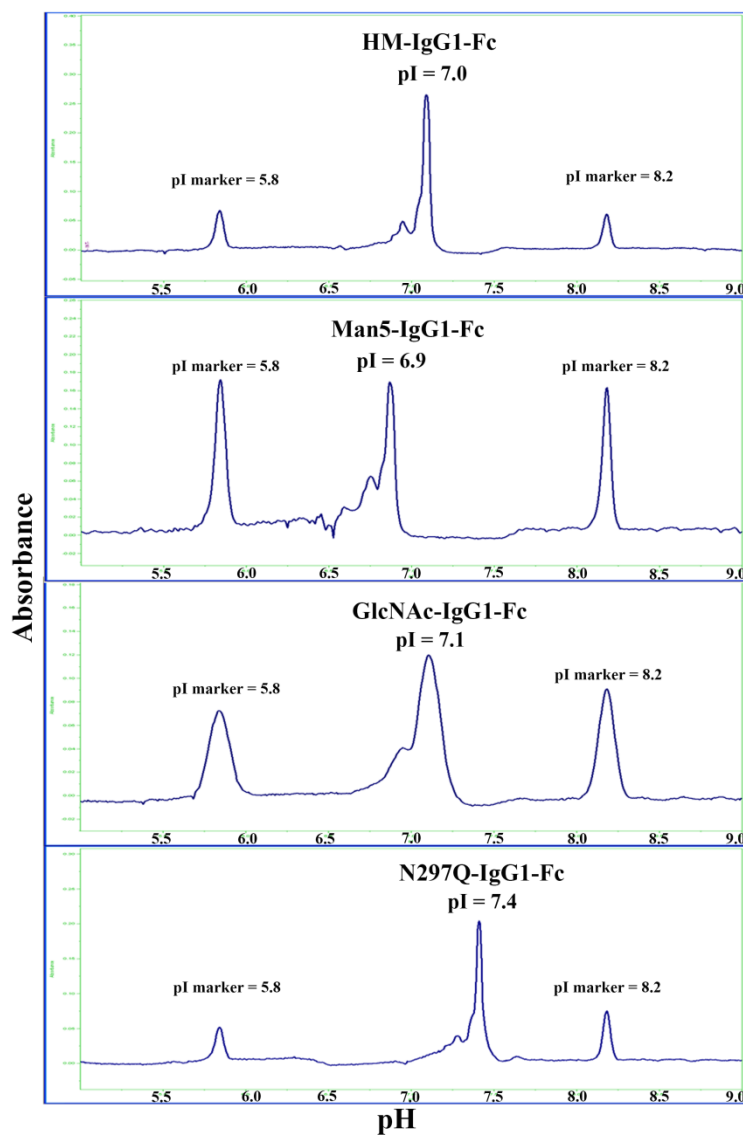 HM-IgG1-Fc
pI = 7.0
pI marker = 5.8
pI marker = 8.2
5.5 6.0 6.5 7.0 7.5 8.0 8.5 9.0
Man5-IgG1-Fc
pI = 6.9
pI marker = 5.8
pI marker = 8.2
5.5 6.0 6.5 7.0 7.5 8.0 8.5 9.0
GlcNAc-IgG1-Fc
pI = 7.1
pI marker = 5.8
pI marker = 8.2
5.5 6.0 6.5 7.0 7.5 8.0 8.5 9.0
N297Q-IgG1-Fc
pI = 7.4
pI marker = 5.8
pI marker = 8.2
5.5 6.0 6.5 7.0 7.5 8.0 8.5 9.0
Absorbance
pH